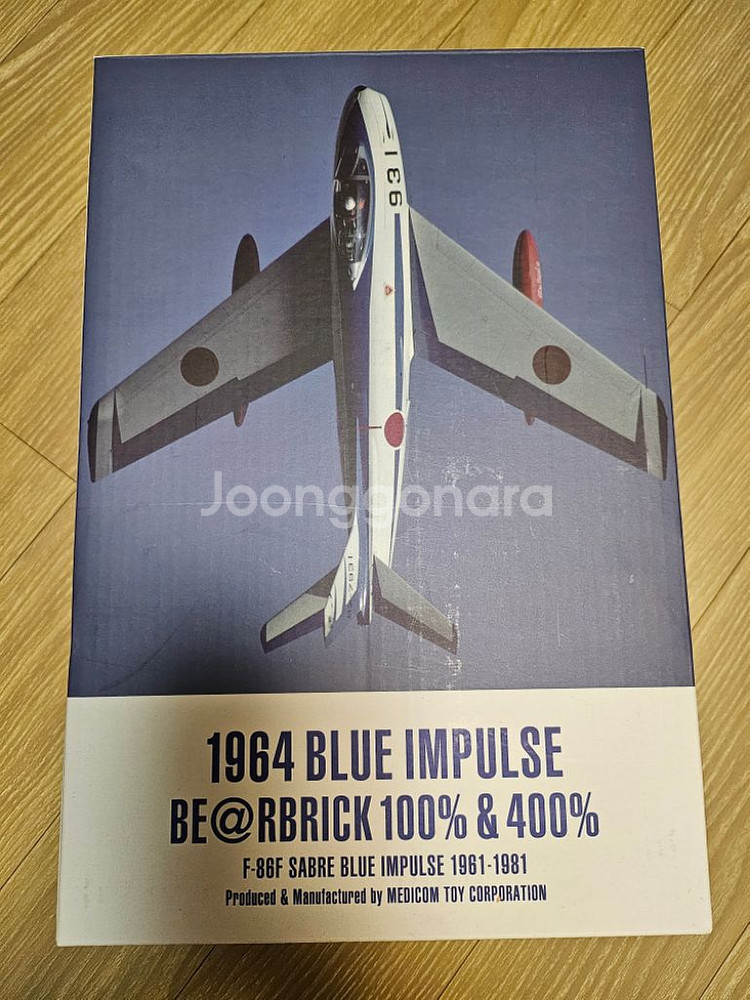 931
Joonggonara
7931
1964 BLUE IMPULSE
BE@RBRICK 100% & 400%
F-86F SABRE BLUE IMPULSE 1961-1981
Produced & Manufactured by MEDICOM TOY CORPORATION